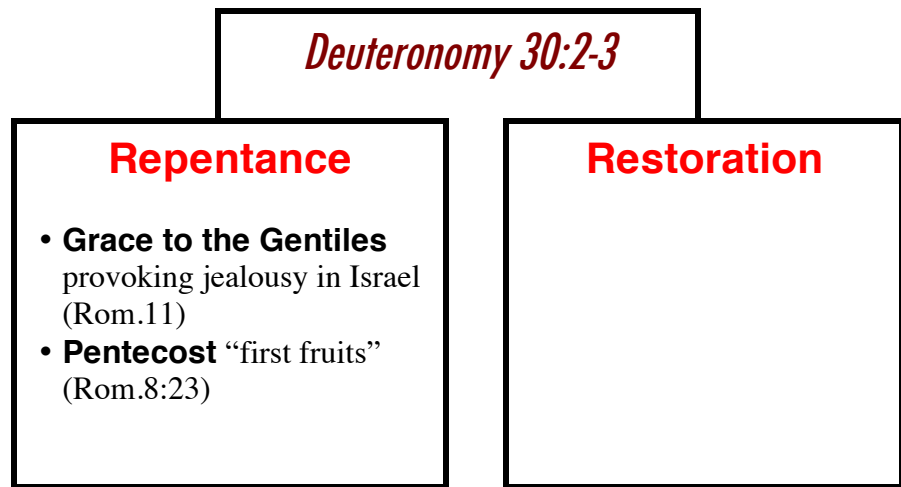 Deuteronomy 30:2-3
Repentance
• Grace to the Gentiles
provoking jealousy in Israel
(Rom.11)
• Pentecost “first fruits”
(Rom.8:23)
Restoration